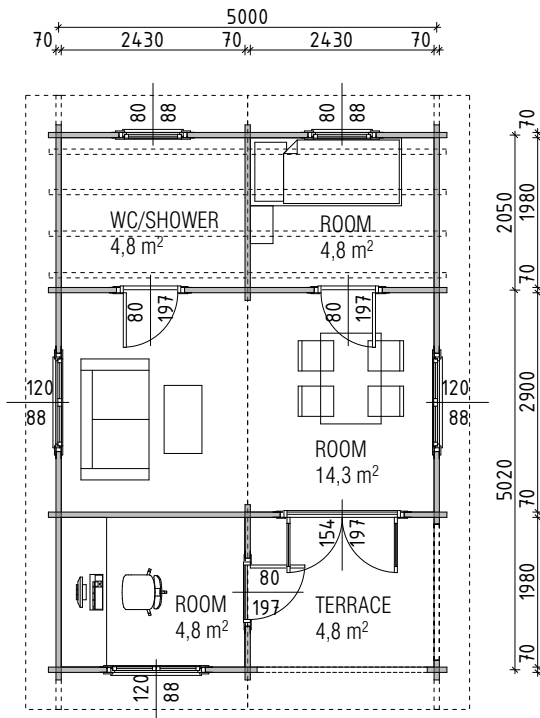 5000
70 2430 70 2430 70
80 88
80 88
70
1980
2050
70
WC/SHOWER
4,8 m²
ROOM
4,8 m²
80 197
80 197
120
88
120
88
2900
ROOM
14,3 m²
5020
70
154 197
80
197
ROOM
4,8 m²
TERRACE
4,8 m²
1980
120 88
70